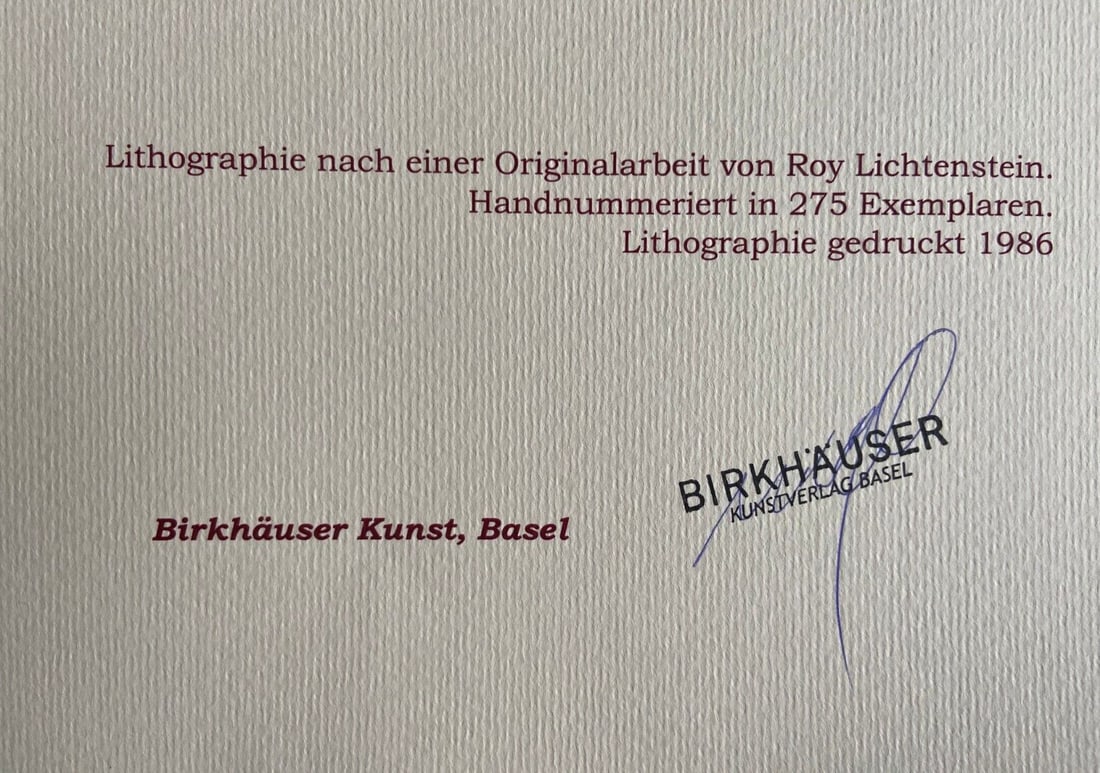 Lithographie nach einer Originalarbeit von Roy Lichtenstein.
Handnummeriert in 275 Exemplaren.
Lithographie gedruckt 1986
BIRKHÄUSER
KUNSTVERLAG BASEL
Birkhäuser Kunst, Basel